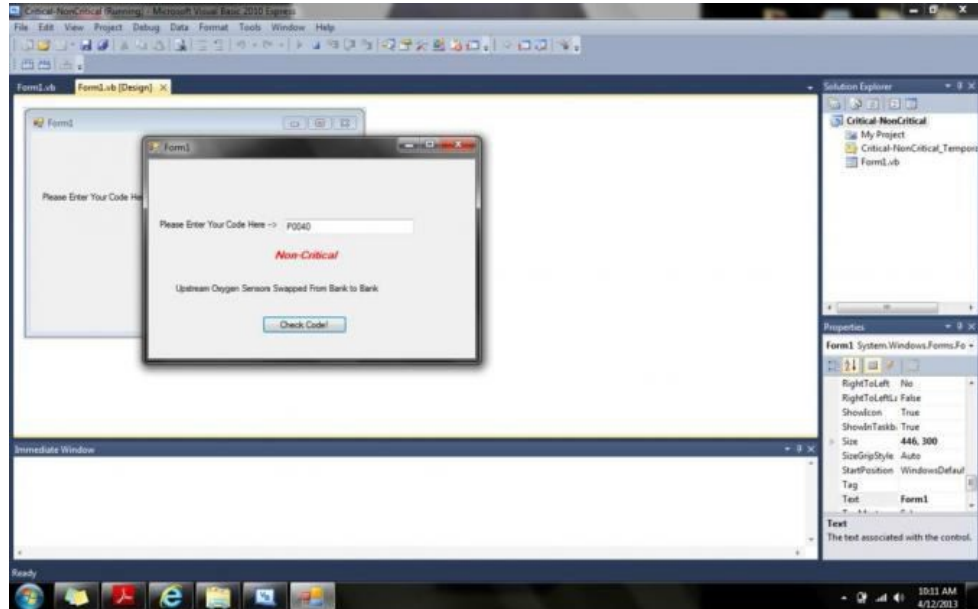 Critical-NonCritical (Running) - Microsoft Visual Basic 2010 Express
File Edit View Project Debug Data Format Tools Window Help
Form1.vb Form1.vb [Design]
Form1
Please Enter Your Code He
Form1
Please Enter Your Code Here -->
P0040
Non-Critical
Upstream Oxygen Sensors Swapped From Bank to Bank
Check Code!
Immediate Window
Solution Explorer
Critical-NonCritical
My Project
Critical-NonCritical_Tempora
Form1.vb
Properties
Form1 System.Windows.Forms.Fo
RightToLeft No
RightToLeftLa False
ShowIcon True
ShowInTaskb True
Size 446, 300
SizeGripStyle Auto
StartPosition WindowsDefaul
Tag
Text Form1
Text
The text associated with the control.
Ready
10:11 AM
4/12/2013